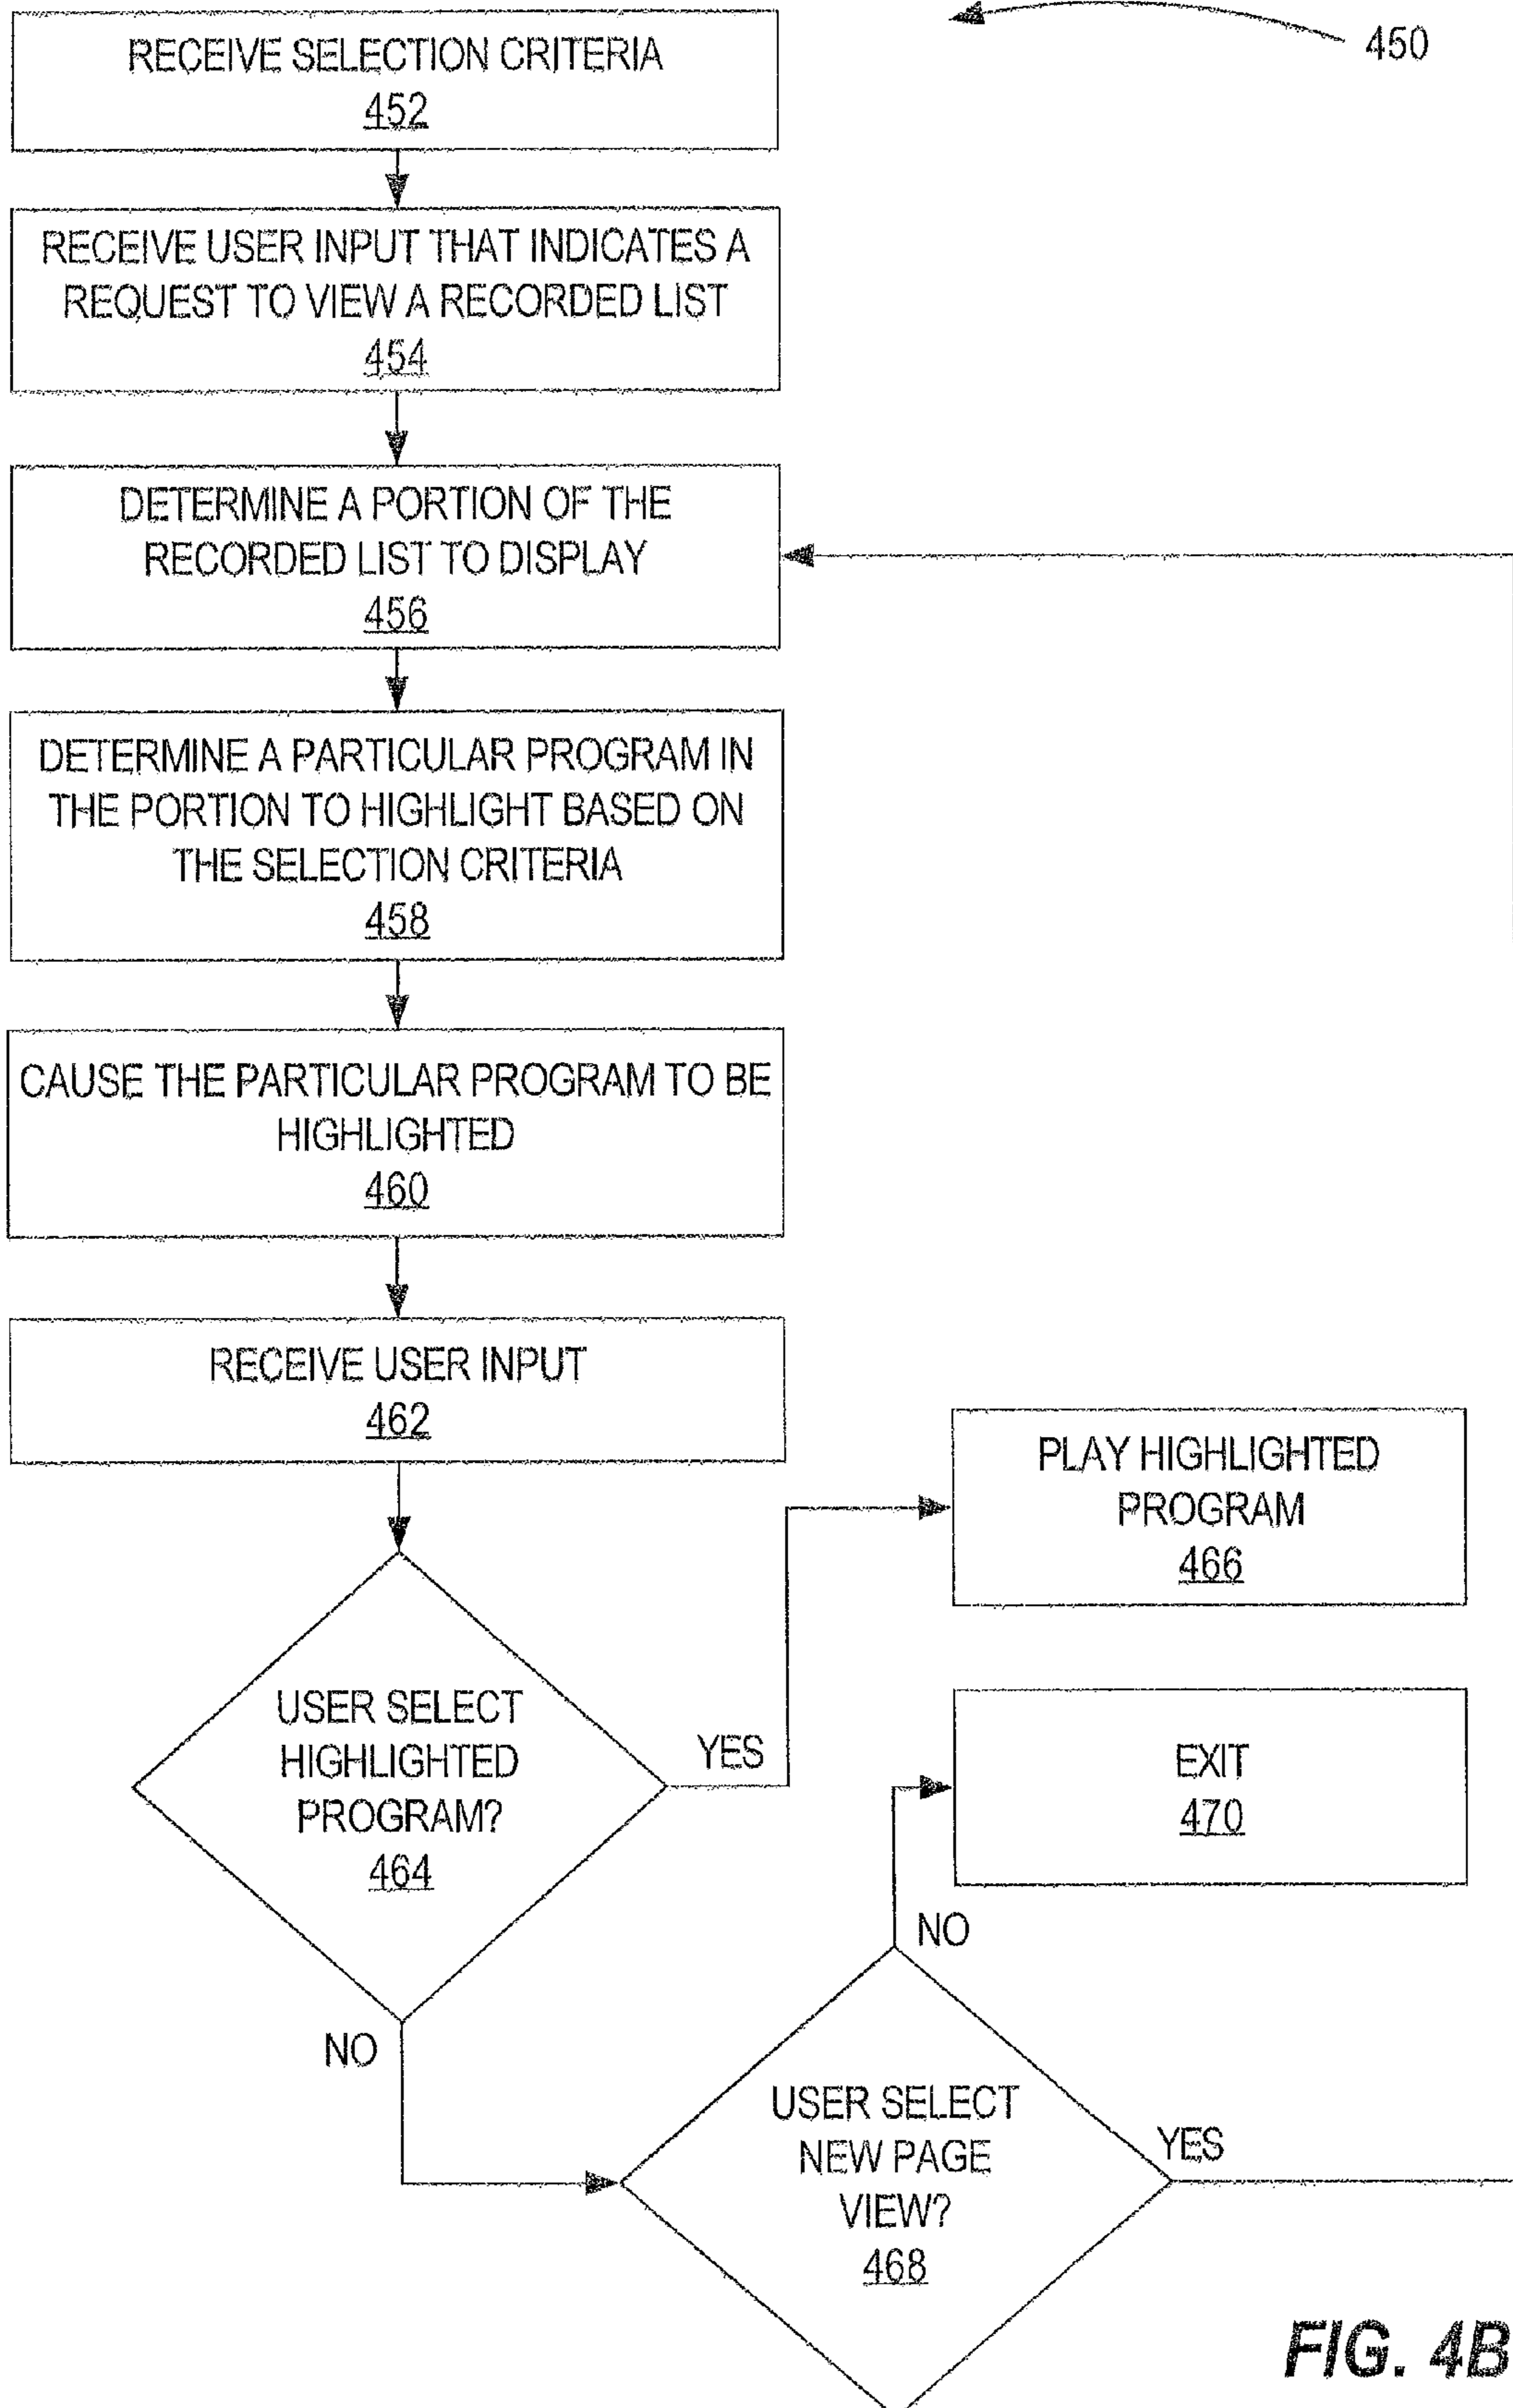 450
RECEIVE SELECTION CRITERIA
452
RECEIVE USER INPUT THAT INDICATES A
REQUEST TO VIEW A RECORDED LIST
454
DETERMINE A PORTION OF THE
RECORDED LIST TO DISPLAY
456
DETERMINE A PARTICULAR PROGRAM IN
THE PORTION TO HIGHLIGHT BASED ON
THE SELECTION CRITERIA
458
CAUSE THE PARTICULAR PROGRAM TO BE
HIGHLIGHTED
460
RECEIVE USER INPUT
462
USER SELECT
HIGHLIGHTED
PROGRAM?
464
YES
PLAY HIGHLIGHTED
PROGRAM
466
NO
USER SELECT
NEW PAGE
VIEW?
468
NO
EXIT
470
YES
FIG. 4B